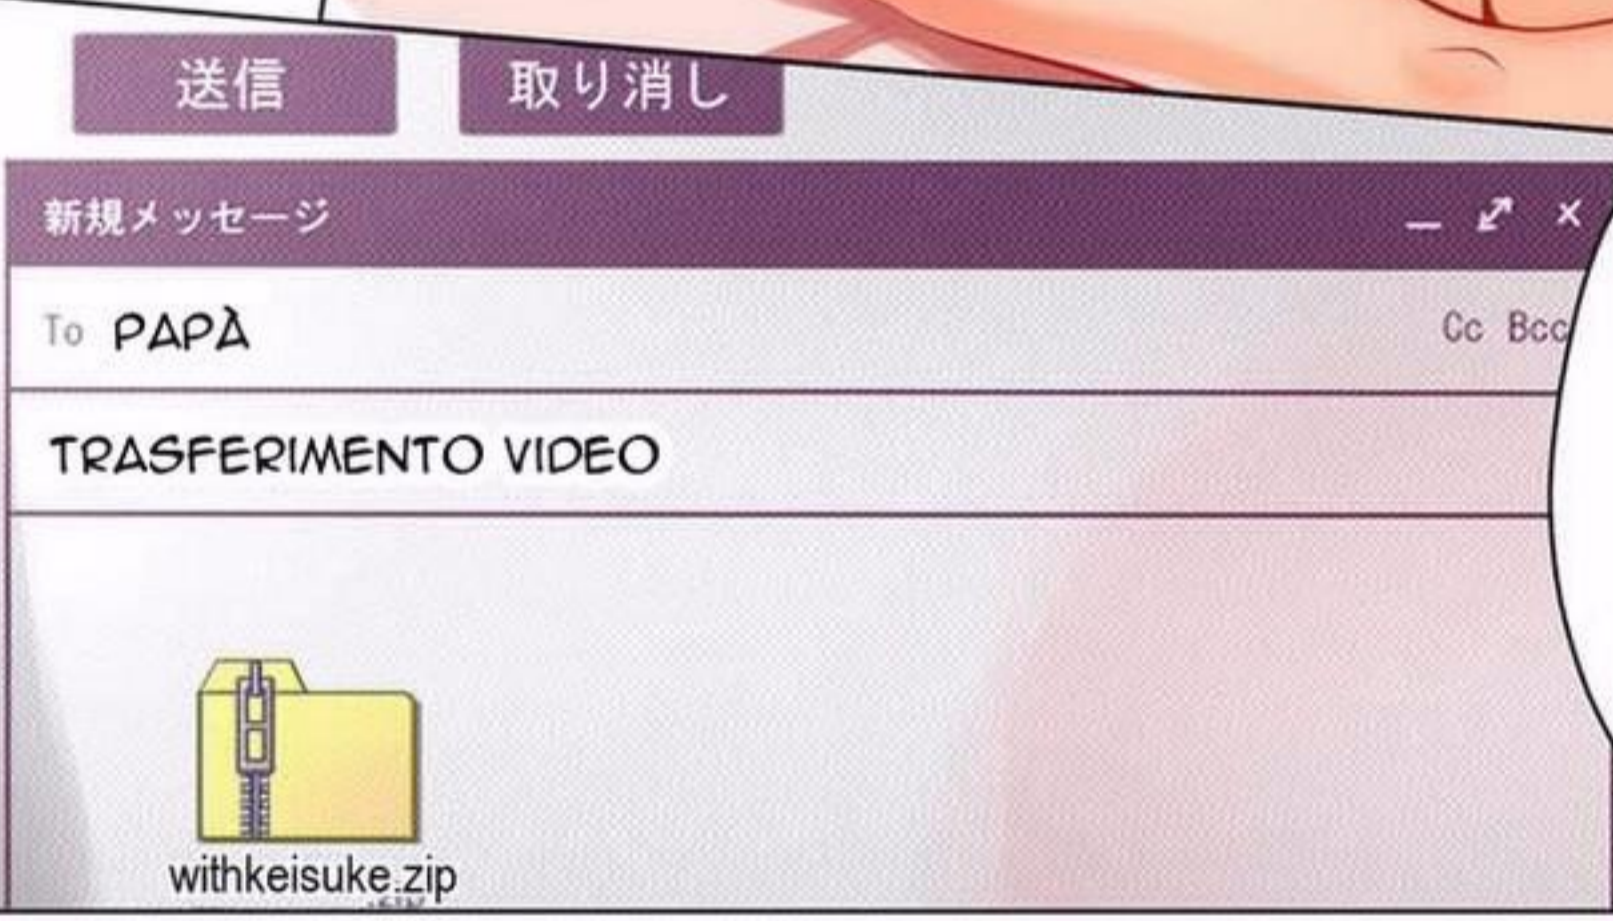 送信 取り消し
新規メッセージ
To PAPÀ Cc Bcc
TRASFERIMENTO VIDEO
withkeisuke.zip